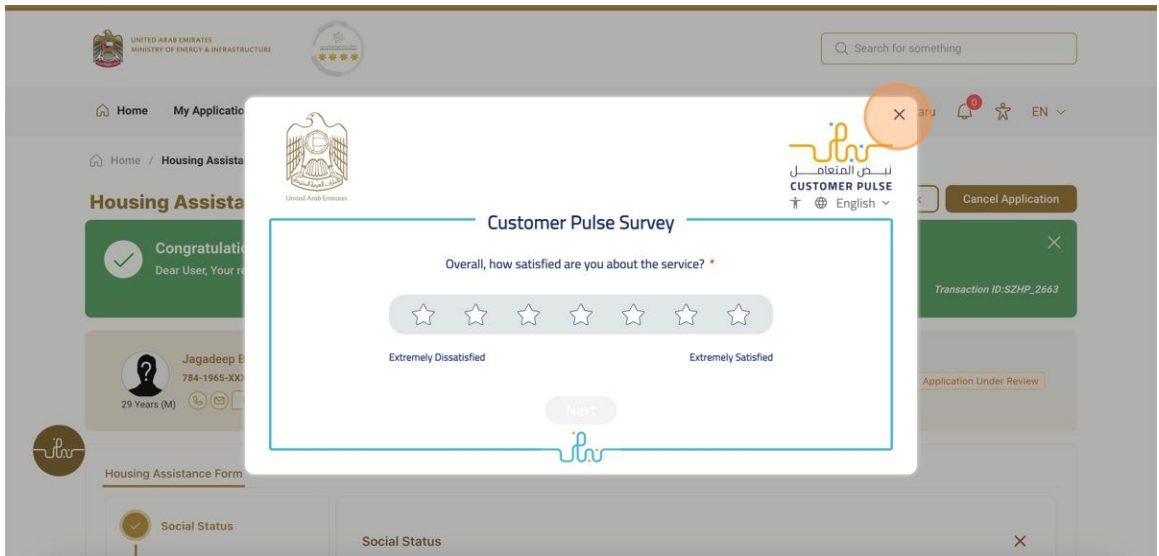 UNITED ARAB EMIRATES
MINISTRY OF ENERGY & INFRASTRUCTURE
Search for something
Home My Applicatio
aru 0 EN
Home / Housing Assista
نبض المتعامل
CUSTOMER PULSE
English
United Arab Emirates
Housing Assista
Cancel Application
Customer Pulse Survey
Congratulati
Dear User, Your r
Overall, how satisfied are you about the service? *
Transaction ID:SZHP_2663
Extremely Dissatisfied Extremely Satisfied
Jagadeep
784-1965-XX
29 Years (M)
Application Under Review
Next
Housing Assistance Form
Social Status
Social Status